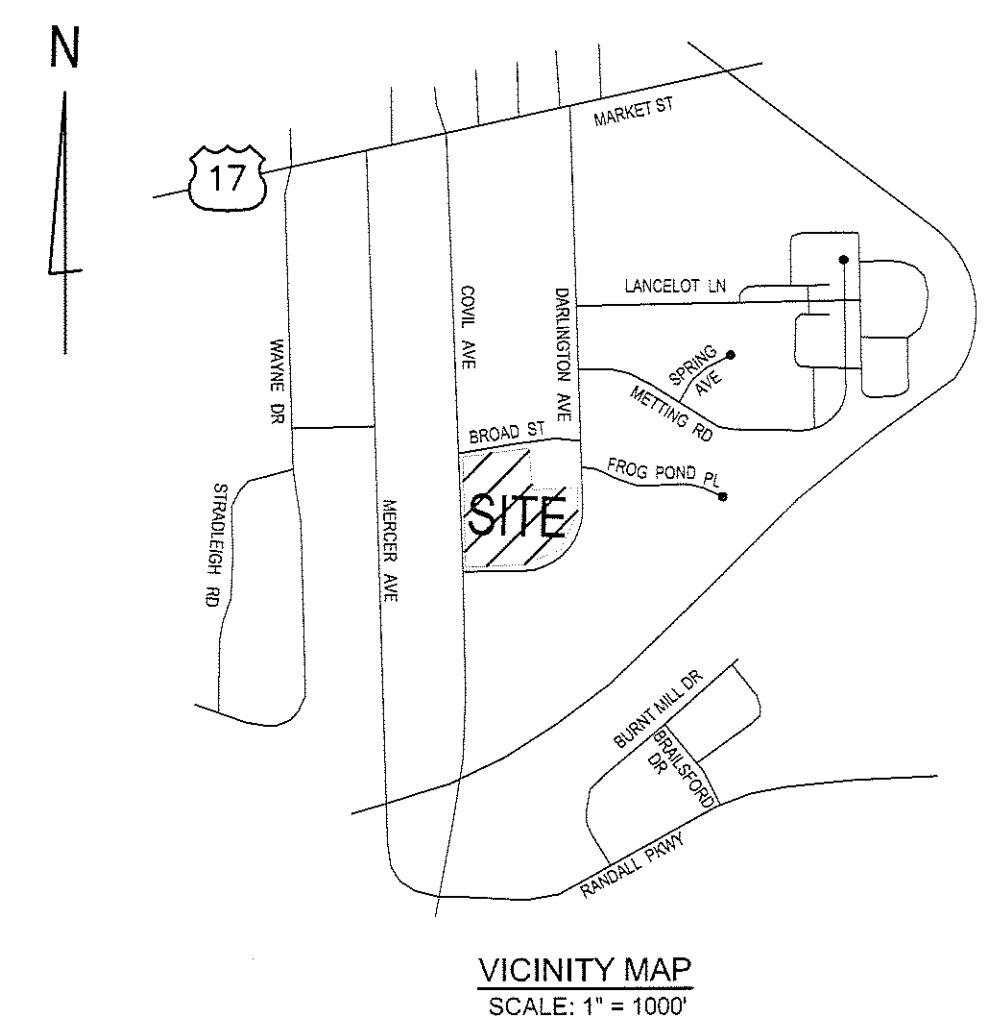 N
MARKET ST
17
LANCELOT LN
COVIL AVE
DARLINGTON AVE
WAYNE DR
SPRING
AVE
METTING RD
BROAD ST
FROG POND PL
STRADLEIGH RD
MERCER AVE
SITE
BURNT MILL DR
BRAILSFORD
DR
RANDALL PKWY
VICINITY MAP
SCALE: 1" = 1000'